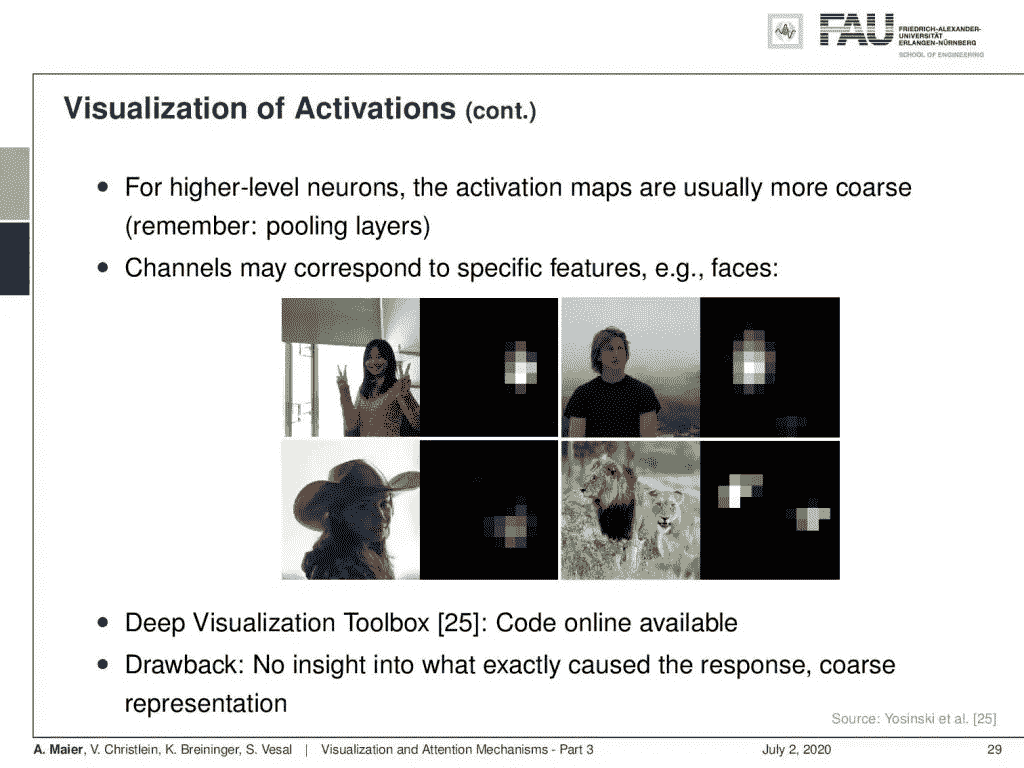 FAU
FRIEDRICH-ALEXANDER-
UNIVERSITÄT
ERLANGEN-NÜRNBERG
SCHOOL OF ENGINEERING
Visualization of Activations (cont.)
• For higher-level neurons, the activation maps are usually more coarse
(remember: pooling layers)
• Channels may correspond to specific features, e.g., faces:
• Deep Visualization Toolbox [25]: Code online available
• Drawback: No insight into what exactly caused the response, coarse
representation
Source: Yosinski et al. [25]
A. Maier, V. Christlein, K. Breininger, S. Vesal | Visualization and Attention Mechanisms - Part 3 July 2, 2020 29